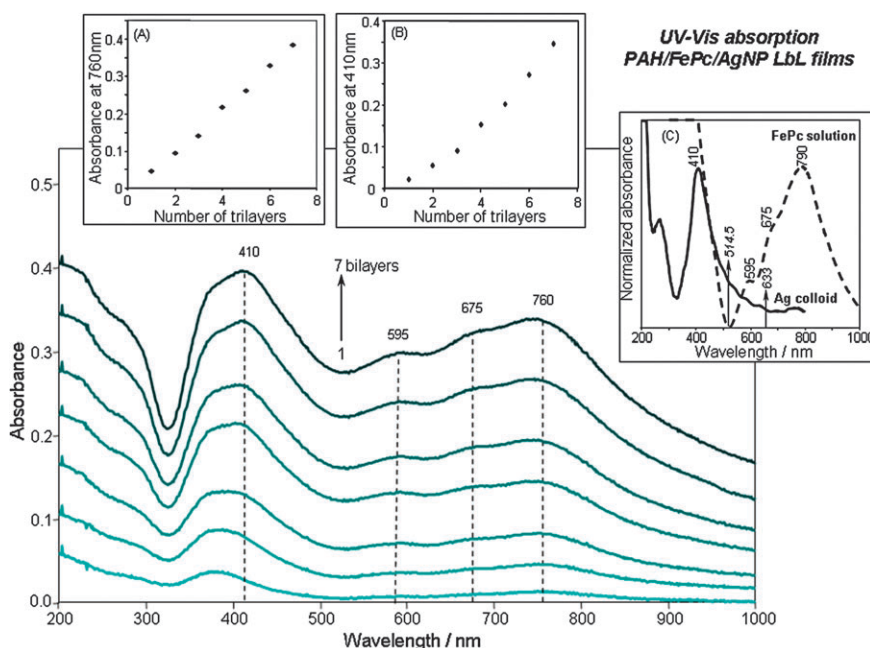 UV-Vis absorption
PAH/FePc/AgNP LbL films
(A)
Absorbance at 760nm
0.4
0.3
0.2
0.1
0
0 2 4 6 8
Number of trilayers
(B)
Absorbance at 410nm
0.4
0.3
0.2
0.1
0
0 2 4 6 8
Number of trilayers
(C)
FePc solution
Normalized absorbance
410
514.5
595
633
675
790
Ag colloid
200 400 600 800 1000
Wavelength / nm
Absorbance
0.5
0.4
0.3
0.2
0.1
0.0
410
7 bilayers
1
595
675
760
200 300 400 500 600 700 800 900 1000
Wavelength / nm